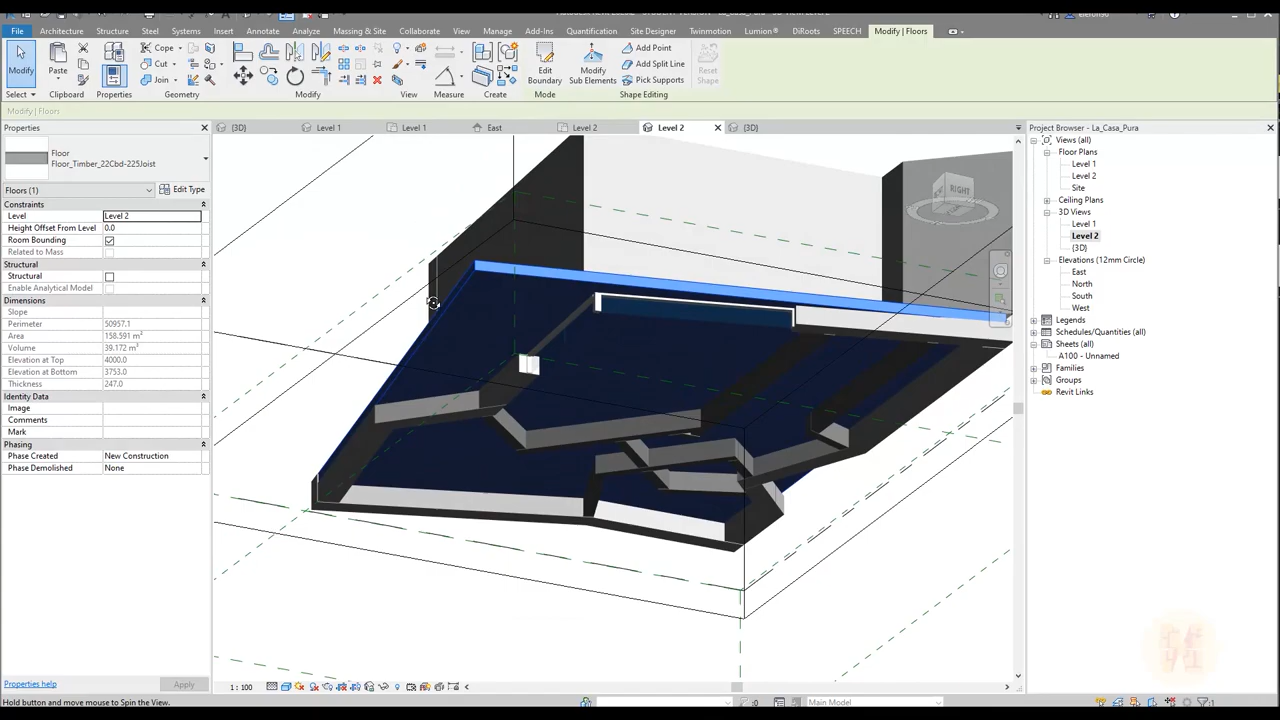 File Architecture Structure Steel Systems Insert Annotate Analyze Massing & Site Collaborate View Manage Add-Ins Quantification Site Designer Twinmotion Lumion® DiRoots SPEECH Modify | Floors
Modify Paste Cope Cut Join Edit Boundary Modify Sub Elements Add Point Add Split Line Pick Supports Reset Shape
Select Clipboard Properties Geometry Modify View Measure Create Mode Shape Editing
Modify | Floors
Properties
{3D} Level 1 Level 1 East Level 2 Level 2 {3D}
Project Browser - La_Casa_Pura
Floor
Floor_Timber_22Cbd-225Joist
Floors (1) Edit Type
Constraints
Level Level 2
Height Offset From Level 0.0
Room Bounding
Related to Mass
Structural
Structural
Enable Analytical Model
Dimensions
Slope
Perimeter 50957.1
Area 158.591 m²
Volume 39.172 m³
Elevation at Top 4000.0
Elevation at Bottom 3753.0
Thickness 247.0
Identity Data
Image
Comments
Mark
Phasing
Phase Created New Construction
Phase Demolished None
Properties help Apply
RIGHT
Views (all)
Floor Plans
Level 1
Level 2
Site
Ceiling Plans
3D Views
Level 1
Level 2
{3D}
Elevations (12mm Circle)
East
North
South
West
Legends
Schedules/Quantities (all)
Sheets (all)
A100 - Unnamed
Families
Groups
Revit Links
1 : 100
Hold button and move mouse to Spin the View.
:0 Main Model :1